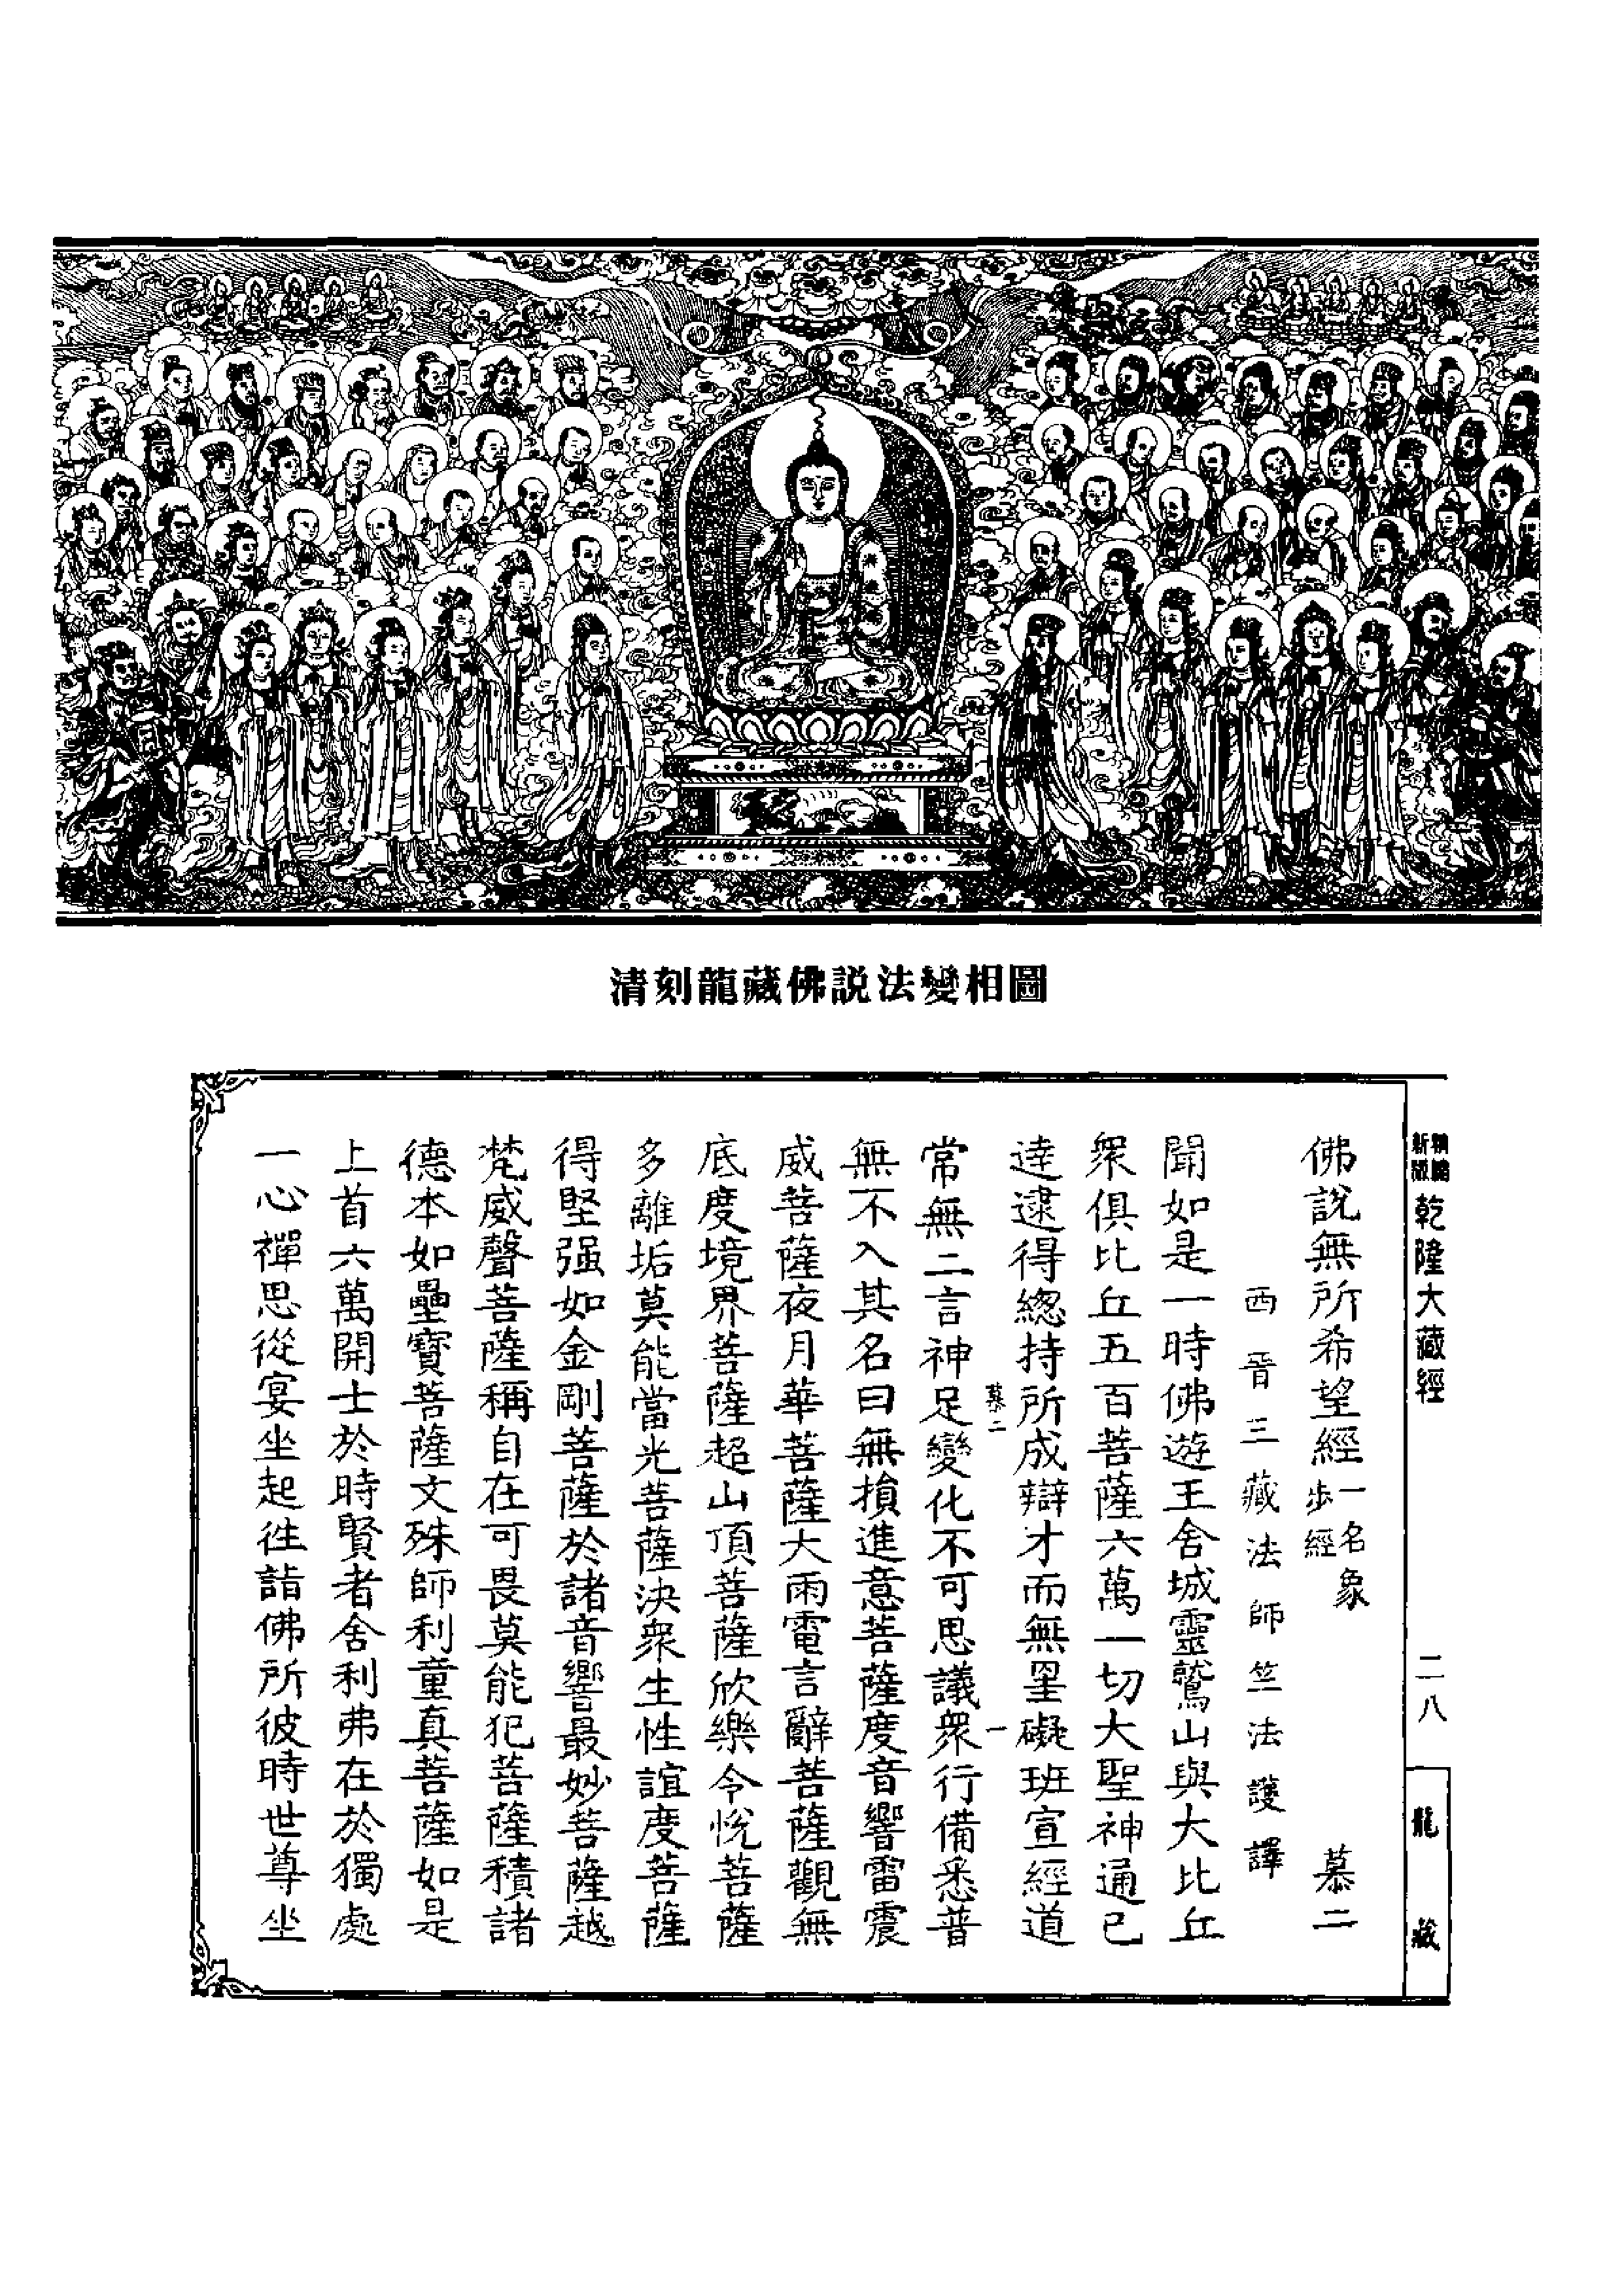 清刻龍藏佛説法變相圖
新編縮版 乾隆大藏經
二八
龍藏
佛說無所希望經 一名象步經 慕二
西晉三藏法師竺法護譯
聞如是一時佛遊王舍城靈鷲山與大比丘
衆俱比丘五百菩薩六萬一切大聖神通已
達逮得總持所成辯才而無罣礙班宣經道
慕二 一
常無二言神足變化不可思議衆行備悉普
無不入其名曰無損進意菩薩度音響雷震
威菩薩夜月華菩薩大雨電言辭菩薩觀無
底度境界菩薩超山頂菩薩欣樂令悅菩薩
多離垢莫能當光菩薩決衆生性誼度菩薩
得堅强如金剛菩薩於諸音響最妙菩薩越
梵威聲菩薩稱自在可畏莫能犯菩薩積諸
德本如壘寶菩薩文殊師利童真菩薩如是
上首六萬開士於時賢者舍利弗在於獨處
一心禪思從宴坐起往詣佛所彼時世尊坐